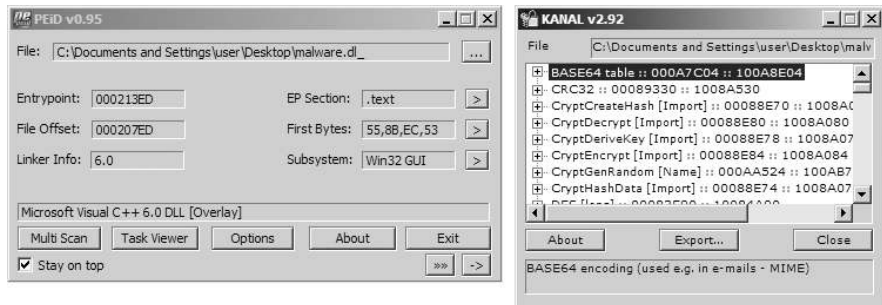 PEiD v0.95
File: C:\Documents and Settings\user\Desktop\malware.dl_ ...
Entrypoint: 000213ED EP Section: .text >
File Offset: 000207ED First Bytes: 55,8B,EC,53 >
Linker Info: 6.0 Subsystem: Win32 GUI >
Microsoft Visual C++ 6.0 DLL [Overlay]
Multi Scan Task Viewer Options About Exit
Stay on top »» ->
KANAL v2.92
File C:\Documents and Settings\user\Desktop\malw
BASE64 table :: 000A7C04 :: 100A8E04
CRC32 :: 00089330 :: 1008A530
CryptCreateHash [Import] :: 00088E70 :: 1008A0
CryptDecrypt [Import] :: 00088E80 :: 1008A080
CryptDeriveKey [Import] :: 00088E78 :: 1008A07
CryptEncrypt [Import] :: 00088E84 :: 1008A084
CryptGenRandom [Name] :: 000AA524 :: 100AB7
CryptHashData [Import] :: 00088E74 :: 1008A07
About Export... Close
BASE64 encoding (used e.g. in e-mails - MIME)